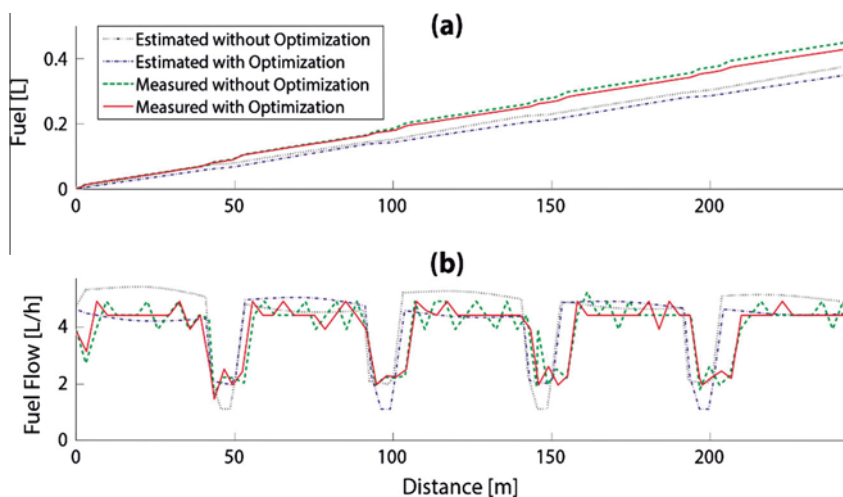 (a)
Estimated without Optimization
Estimated with Optimization
Measured without Optimization
Measured with Optimization
Fuel [L]
0.4
0.2
0
0 50 100 150 200
(b)
Fuel Flow [L/h]
4
2
0
0 50 100 150 200
Distance [m]